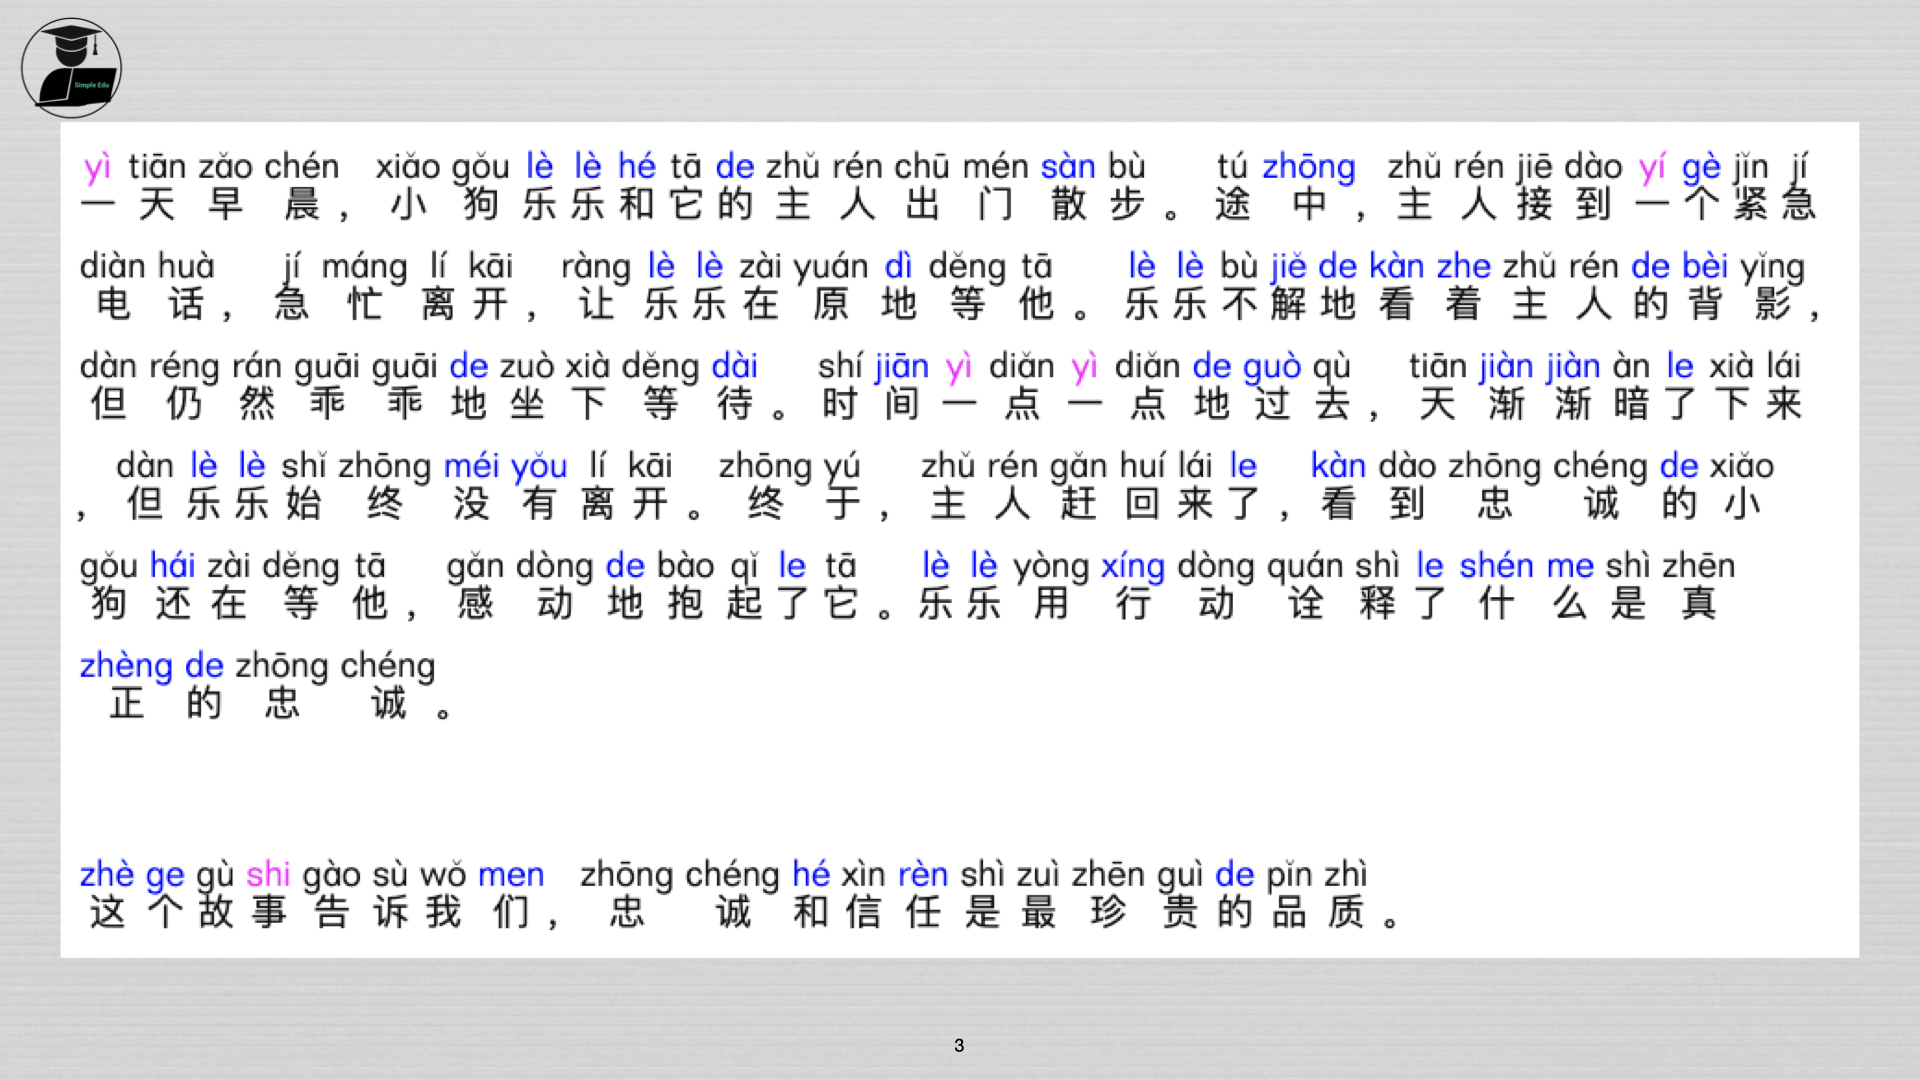 Simple Edu
yì tiān zǎo chén xiǎo gǒu lè lè hé tā de zhǔ rén chū mén sàn bù tú zhōng zhǔ rén jiē dào yí gè jǐn jí
一天早晨，小狗乐乐和它的主人出门散步。途中，主人接到一个紧急
diàn huà jí máng lí kāi ràng lè lè zài yuán dì děng tā lè lè bù jiě de kàn zhe zhǔ rén de bèi yǐng
电话，急忙离开，让乐乐在原地等他。乐乐不解地看着主人的背影，
dàn réng rán guāi guāi de zuò xià děng dài shí jiān yì diǎn yì diǎn de guò qù tiān jiàn jiàn àn le xià lái
但仍然乖乖地坐下等待。时间一点一点地过去，天渐渐暗了下来
dàn lè lè shǐ zhōng méi yǒu lí kāi zhōng yú zhǔ rén gǎn huí lái le kàn dào zhōng chéng de xiǎo
，但乐乐始终没有离开。终于，主人赶回来了，看到忠诚的小
gǒu hái zài děng tā gǎn dòng de bào qǐ le tā lè lè yòng xíng dòng quán shì le shén me shì zhēn
狗还在等他，感动地抱起了它。乐乐用行动诠释了什么是真
zhèng de zhōng chéng
正的忠诚。
zhè ge gù shi gào sù wǒ men zhōng chéng hé xìn rèn shì zuì zhēn guì de pǐn zhì
这个故事告诉我们，忠诚和信任是最珍贵的品质。
3